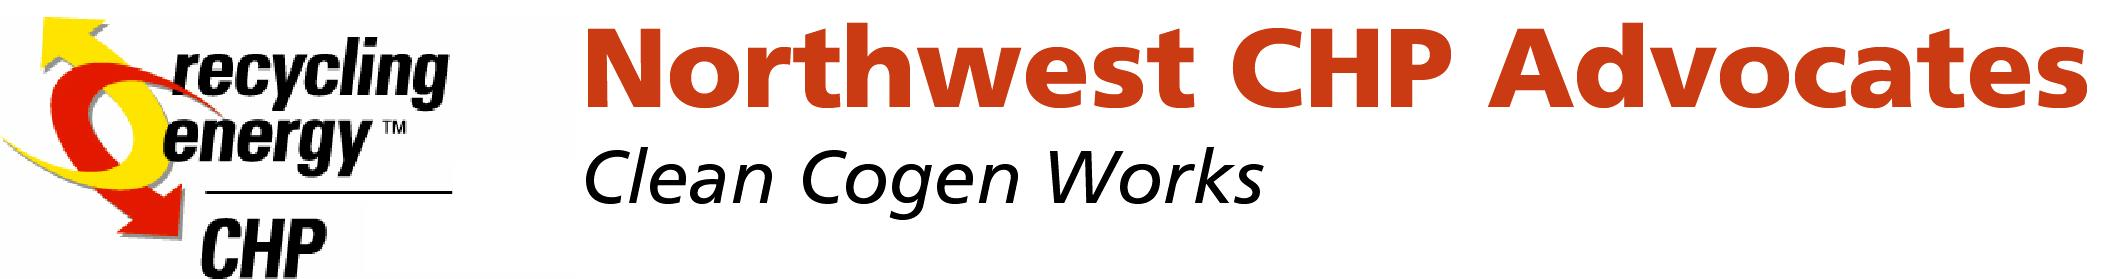 recycling
energy™
CHP
Northwest CHP Advocates
Clean Cogen Works